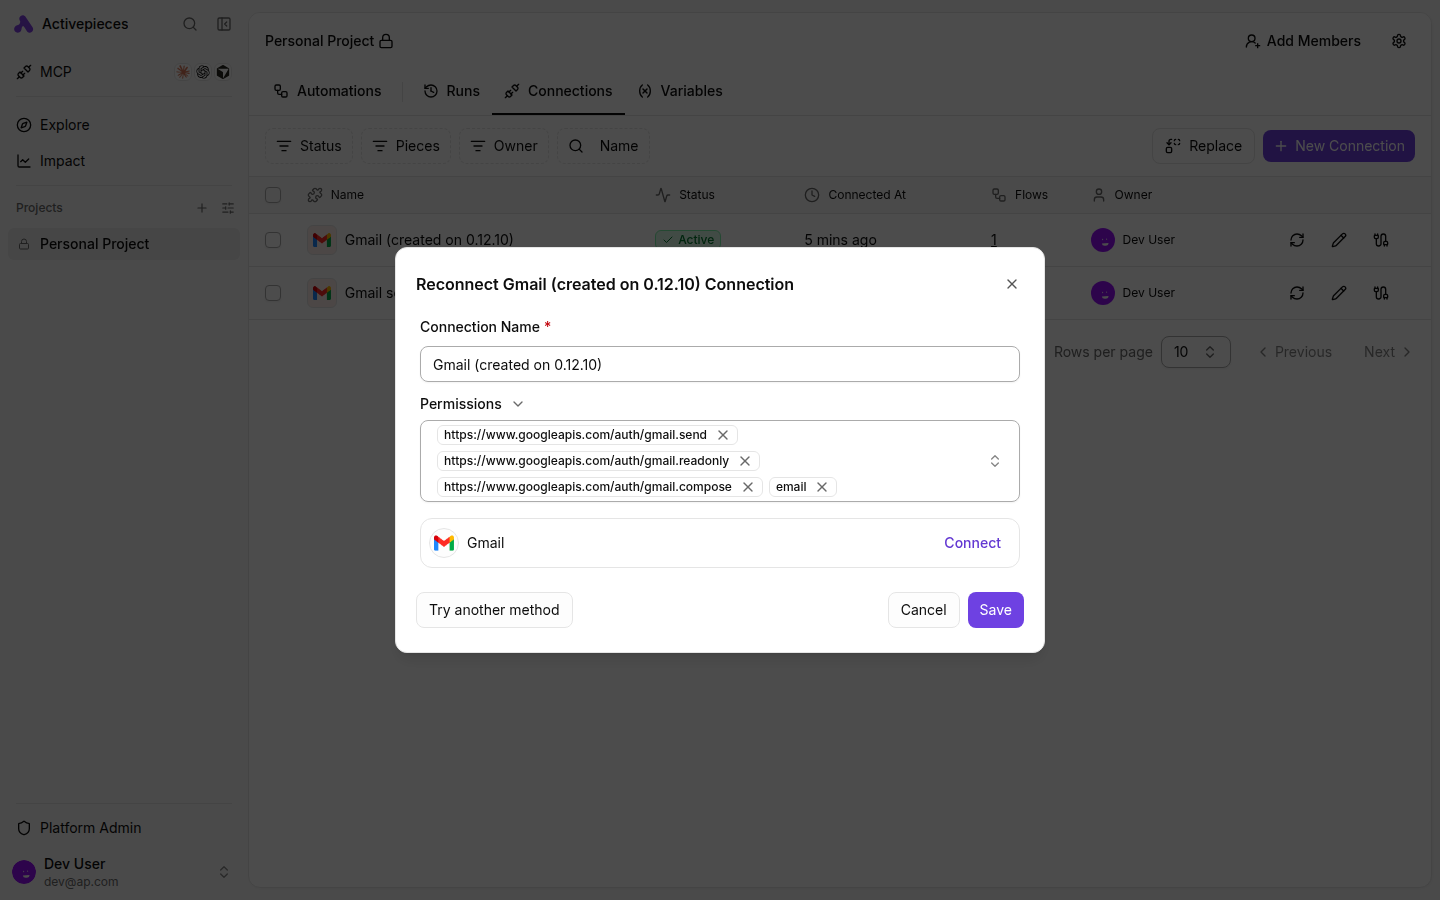 Activepieces
MCP
Explore
Impact
Projects
Personal Project
Platform Admin
Dev User
dev@ap.com
Personal Project
Add Members
Automations
Runs
Connections
Variables
Status
Pieces
Owner
Name
Replace
New Connection
Name
Status
Connected At
Flows
Owner
Gmail (created on 0.12.10)
Active
5 mins ago
1
Dev User
Gmail s
Dev User
Rows per page
10
Previous
Next
Reconnect Gmail (created on 0.12.10) Connection
Connection Name *
Gmail (created on 0.12.10)
Permissions
https://www.googleapis.com/auth/gmail.send
https://www.googleapis.com/auth/gmail.readonly
https://www.googleapis.com/auth/gmail.compose
email
Gmail
Connect
Try another method
Cancel
Save